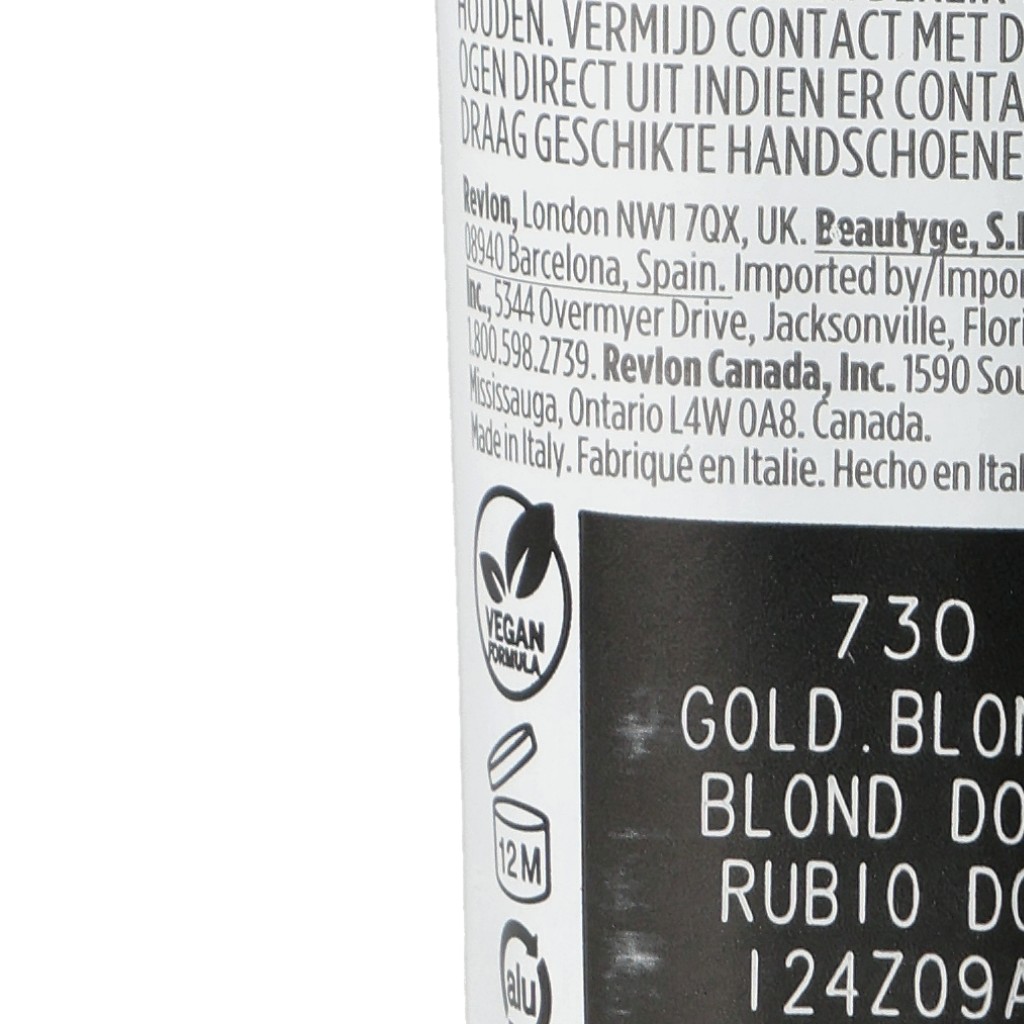 HOUDEN. VERMIJD CONTACT MET D
OGEN DIRECT UIT INDIEN ER CONTA
DRAAG GESCHIKTE HANDSCHOENE
Revlon, London NW1 7QX, UK. Beautyge, S.
08940 Barcelona, Spain. Imported by/Impor
Inc., 5344 Overmyer Drive, Jacksonville, Flori
1.800.598.2739. Revlon Canada, Inc. 1590 Sou
Mississauga, Ontario L4W 0A8. Canada.
Made in Italy. Fabriqué en Italie. Hecho en Ital
VEGAN
FORMULA
730
GOLD.BLON
BLOND DO
RUBIO DO
12M
124Z09A
alu